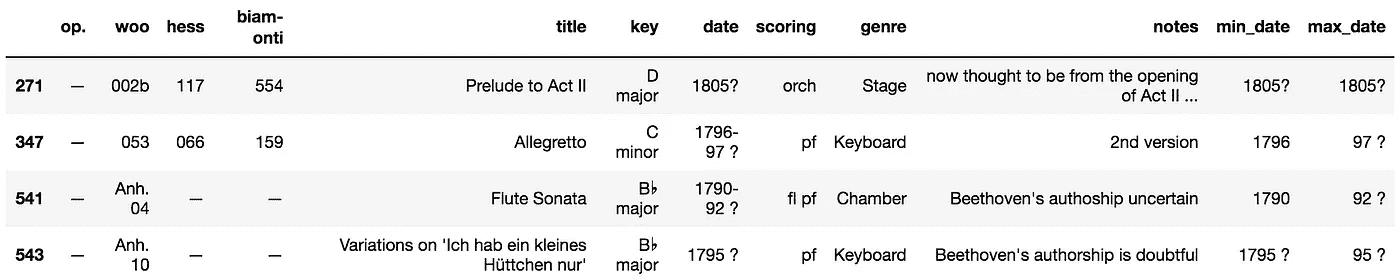 op. woo hess biam-
onti title key date scoring genre notes min_date max_date
271 — 002b 117 554 Prelude to Act II D
major 1805? orch Stage now thought to be from the opening
of Act II ... 1805? 1805?
347 — 053 066 159 Allegretto C
minor 1796-
97 ? pf Keyboard 2nd version 1796 97 ?
541 — Anh.
04 — — Flute Sonata B♭
major 1790-
92 ? fl pf Chamber Beethoven's authoship uncertain 1790 92 ?
543 — Anh.
10 — — Variations on 'Ich hab ein kleines
Hüttchen nur' B♭
major 1795 ? pf Keyboard Beethoven's authorship is doubtful 1795 ? 95 ?